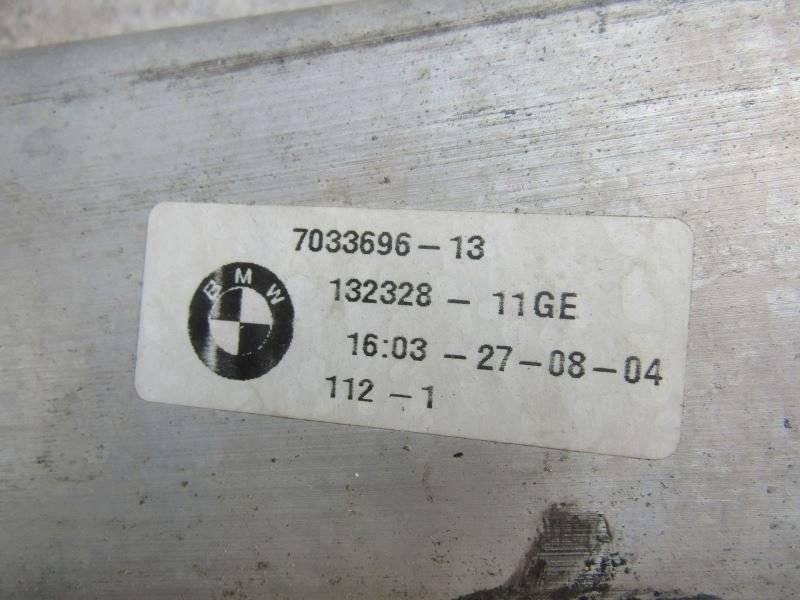 7033696-13
BMW
132328 - 11GE
16:03 - 27-08-04
112 - 1